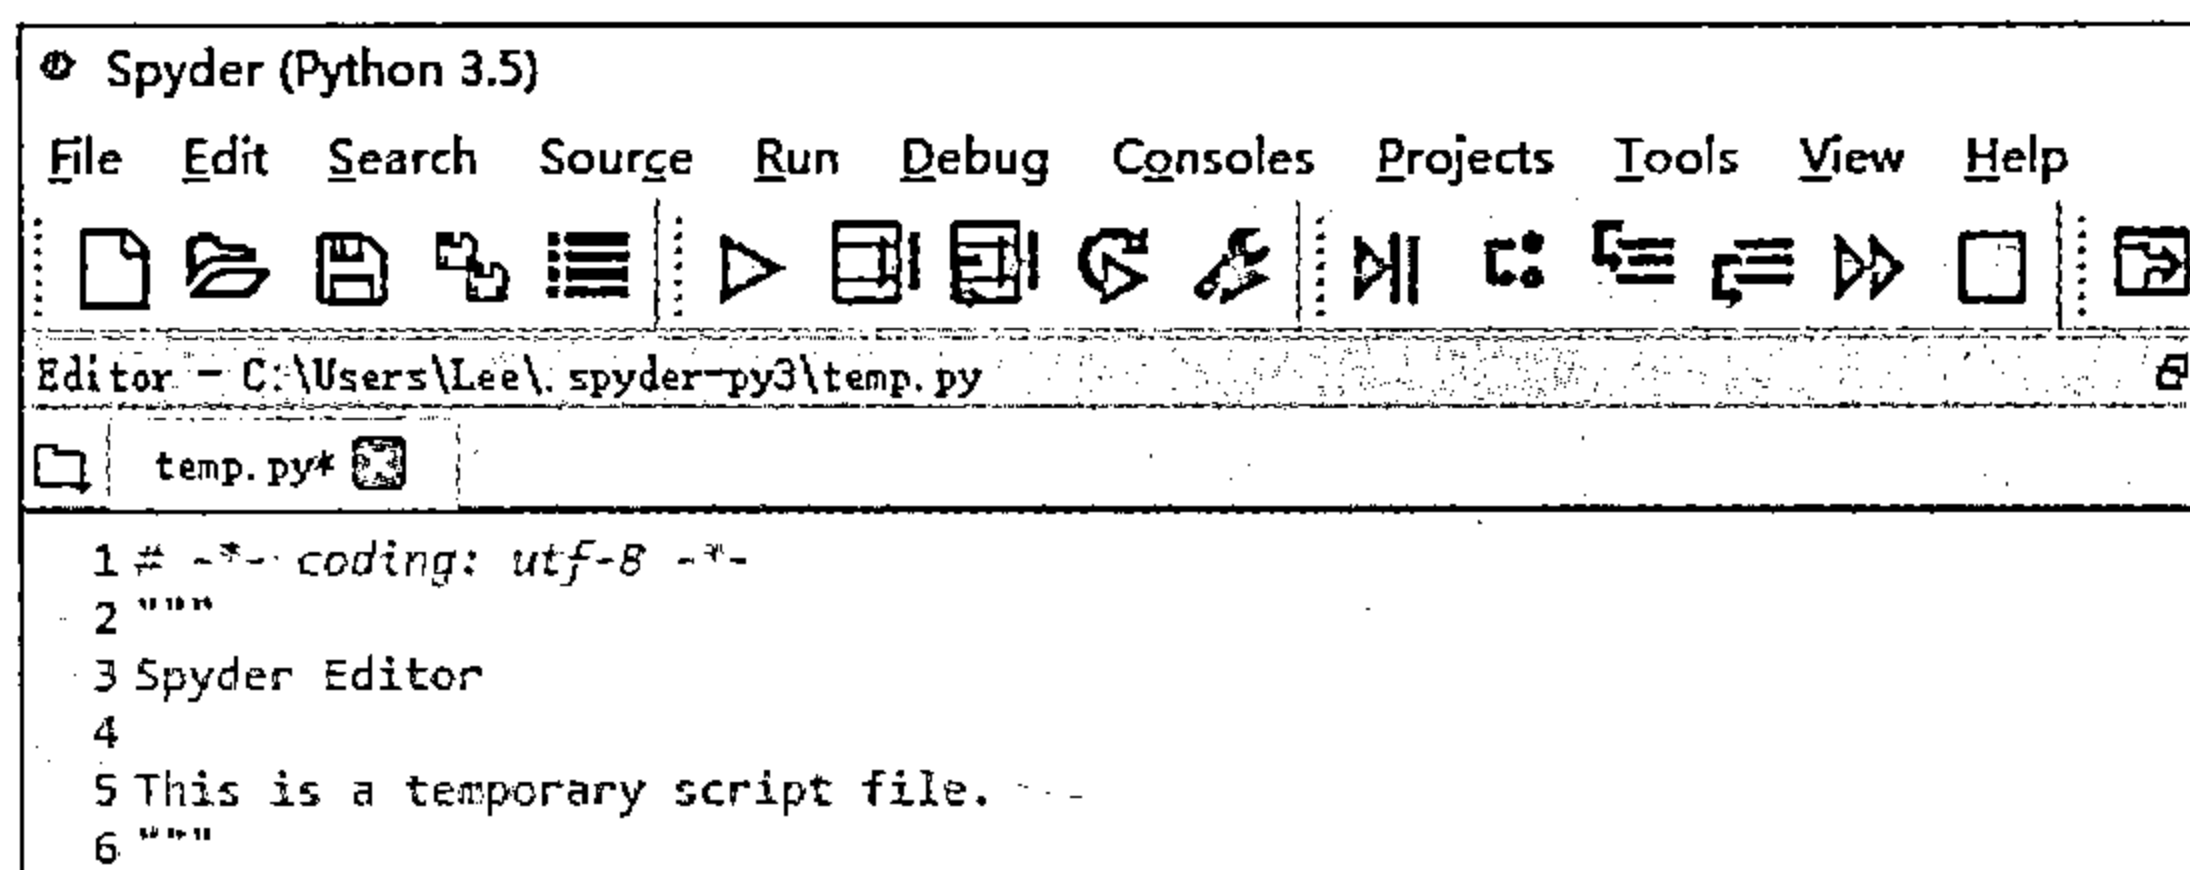 Spyder (Python 3.5)
File Edit Search Source Run Debug Consoles Projects Tools View Help
Editor - C:\Users\Lee\.spyder-py3\temp.py
temp.py*
1 # -*- coding: utf-8 -*-
2 """
3 Spyder Editor
4
5 This is a temporary script file.
6 """